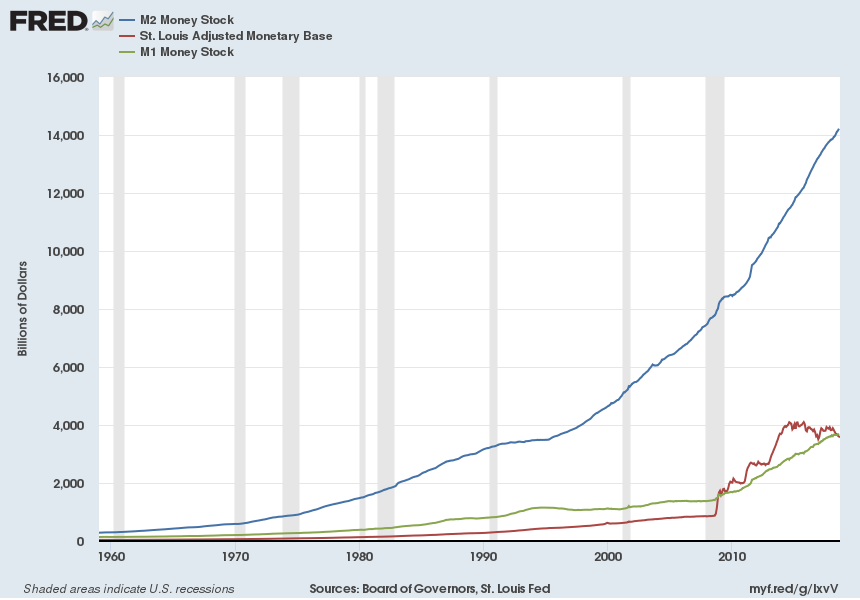 FRED
M2 Money Stock
St. Louis Adjusted Monetary Base
M1 Money Stock
16,000
14,000
12,000
10,000
8,000
6,000
4,000
2,000
0
Billions of Dollars
1960 1970 1980 1990 2000 2010
Shaded areas indicate U.S. recessions Sources: Board of Governors, St. Louis Fed myf.red/g/lxvV